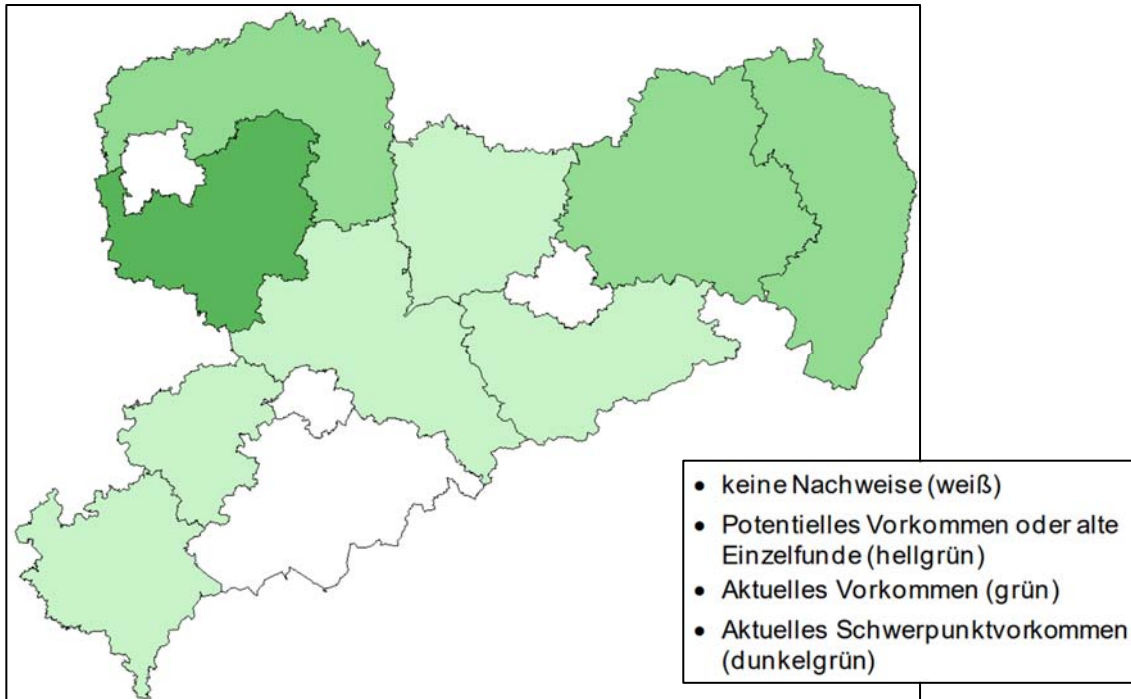 • keine Nachweise (weiß)
• Potentielles Vorkommen oder alte
Einzelfunde (hellgrün)
• Aktuelles Vorkommen (grün)
• Aktuelles Schwerpunktvorkommen
(dunkelgrün)